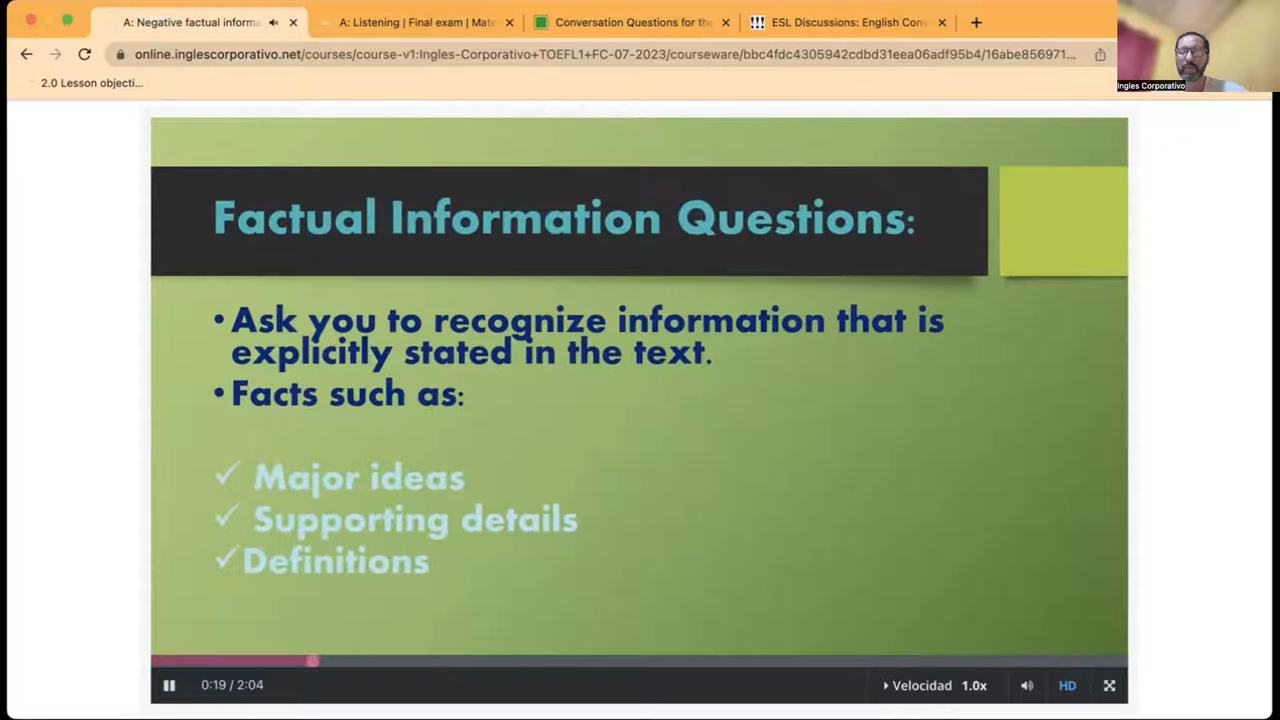 A: Negative factual informa
A: Listening | Final exam | Mate
Conversation Questions for the
ESL Discussions: English Con
online.inglescorporativo.net/courses/course-v1:Ingles-Corporativo+TOEFL1+FC-07-2023/courseware/bbc4fdc4305942cdbd31eea06adf95b4/16abe856971...
2.0 Lesson objecti...
Ingles Corporativo
Factual Information Questions:
• Ask you to recognize information that is
explicitly stated in the text.
• Facts such as:
✓ Major ideas
✓ Supporting details
✓ Definitions
0:19 / 2:04
Velocidad 1.0x
HD